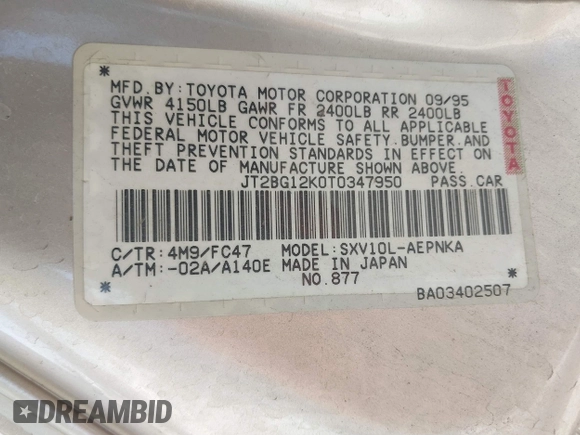 MFD.BY:TOYOTA MOTOR CORPORATION 09/95
GVWR 4150LB GAWR FR 2400LB RR 2400LB
THIS VEHICLE CONFORMS TO ALL APPLICABLE
FEDERAL MOTOR VEHICLE SAFETY.BUMPER.AND
THEFT PREVENTION STANDARDS IN EFFECT ON
THE DATE OF MANUFACTURE SHOWN ABOVE.
JT2BG12K0T0347950 PASS.CAR
TOYOTA
C/TR:4M9/FC47 MODEL:SXV10L-AEPNKA
A/TM:-02A/A140E MADE IN JAPAN
NO.877
BA03402507
DREAMBID